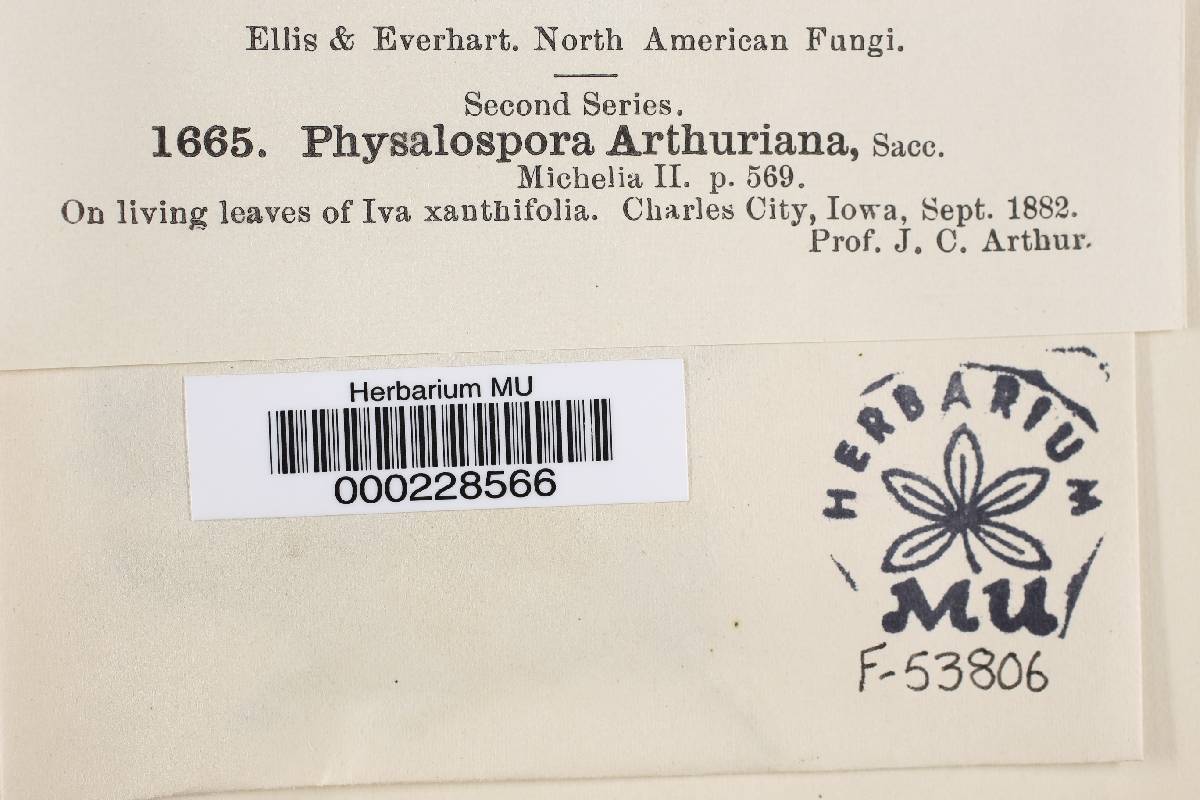 Ellis & Everhart. North American Fungi.
Second Series.
1665. Physalospora Arthuriana, Sacc.
Michelia II. p. 569.
On living leaves of Iva xanthifolia. Charles City, Iowa, Sept. 1882.
Prof. J. C. Arthur.
Herbarium MU
000228566
HERBARIUM
MU
F-53806